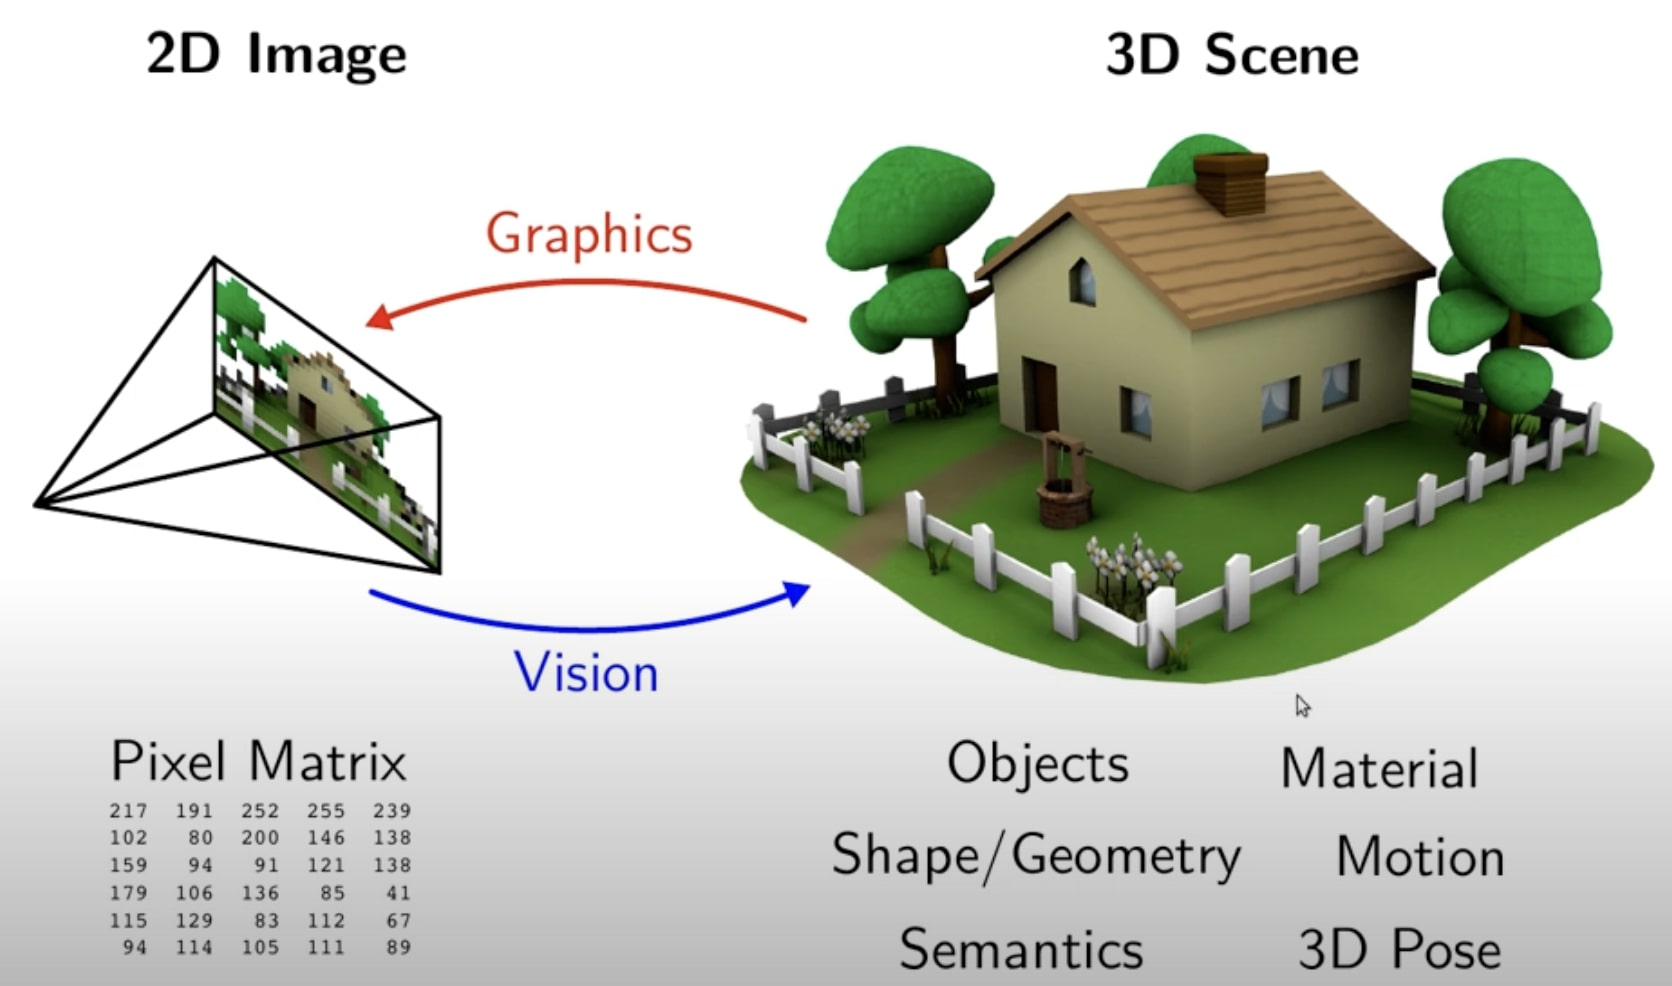 2D Image
3D Scene
Graphics
Vision
Pixel Matrix
217 191 252 255 239
102 80 200 146 138
159 94 91 121 138
179 106 136 85 41
115 129 83 112 67
94 114 105 111 89
Objects Material
Shape/Geometry Motion
Semantics 3D Pose